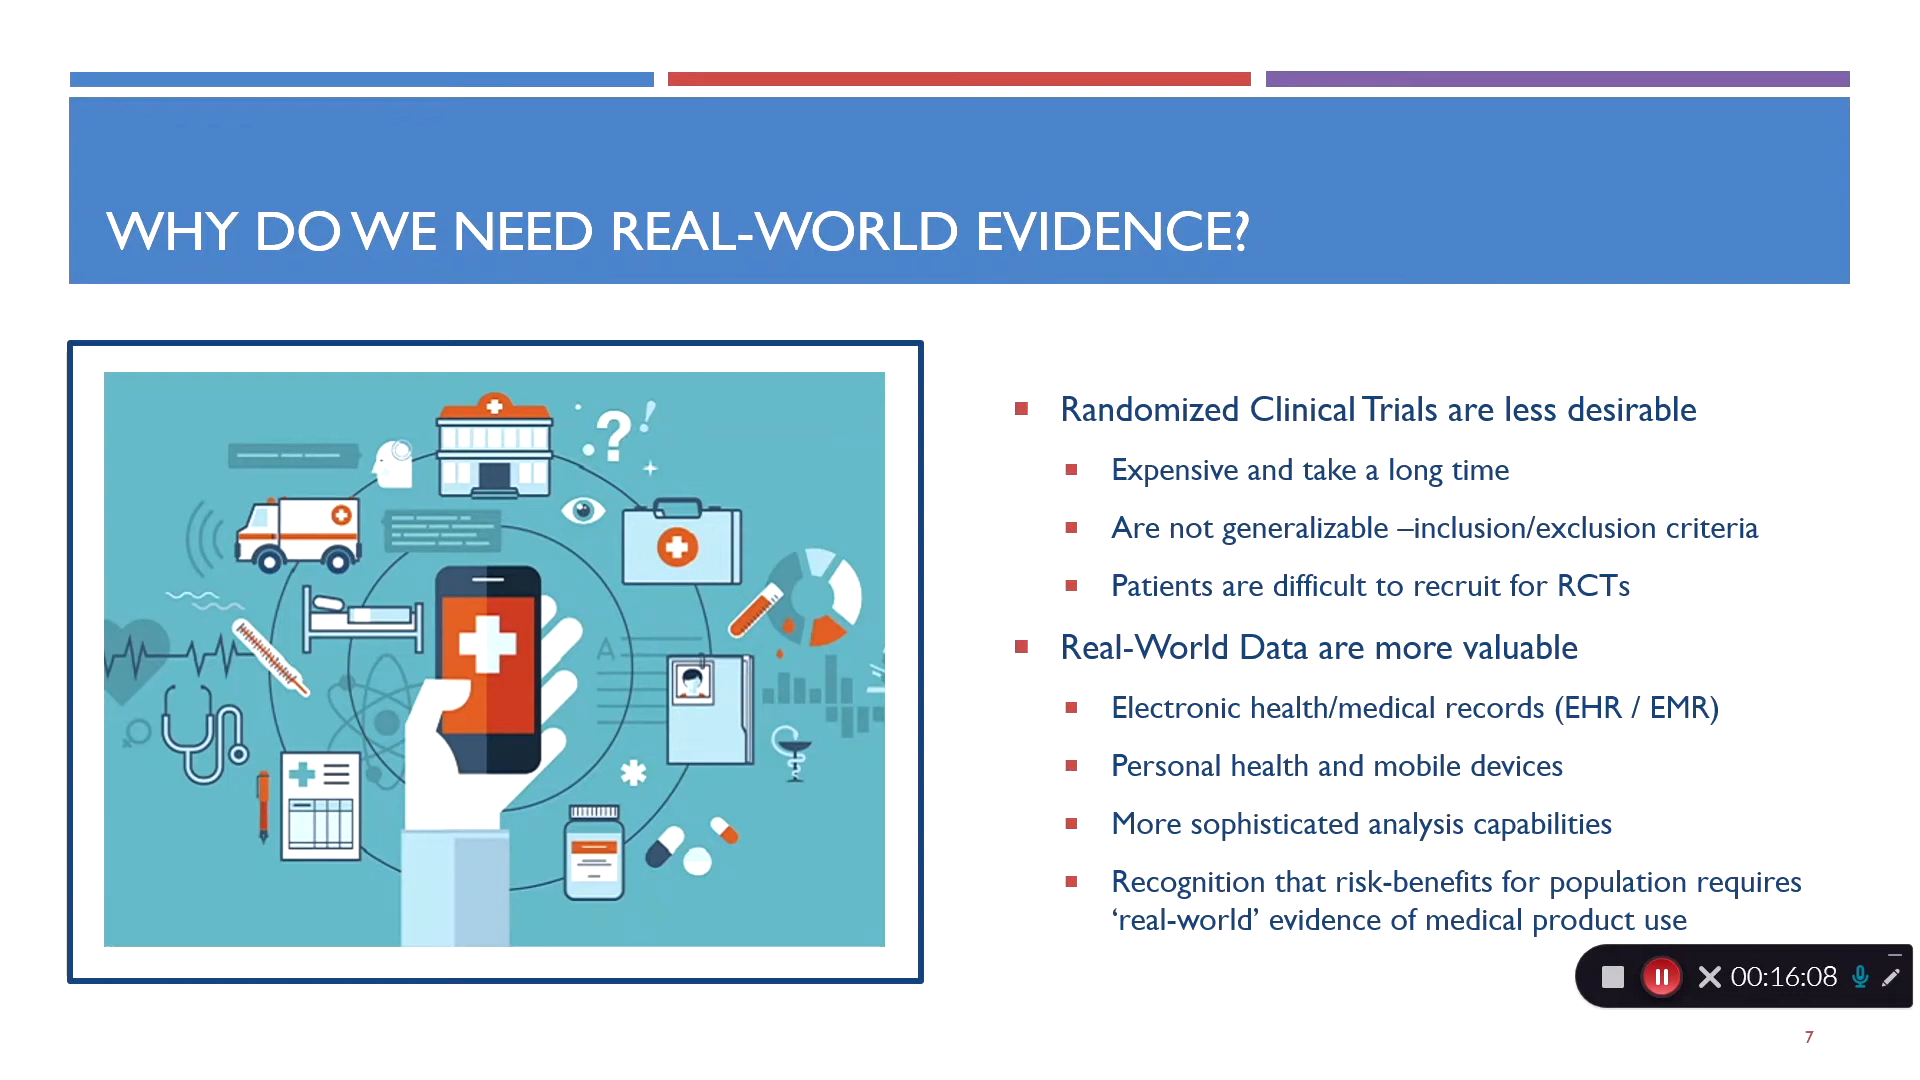 WHY DO WE NEED REAL-WORLD EVIDENCE?
Randomized Clinical Trials are less desirable
Expensive and take a long time
Are not generalizable –inclusion/exclusion criteria
Patients are difficult to recruit for RCTs
Real-World Data are more valuable
Electronic health/medical records (EHR / EMR)
Personal health and mobile devices
More sophisticated analysis capabilities
Recognition that risk-benefits for population requires
‘real-world’ evidence of medical product use
?!
A
00:16:08
7